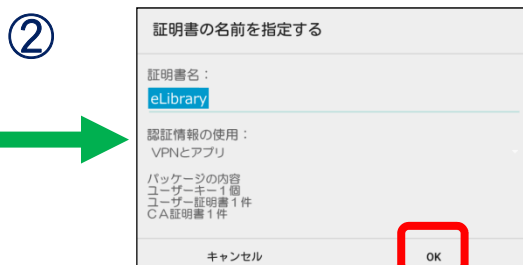 ②
証明書の名前を指定する
証明書名：
eLibrary
認証情報の使用：
VPNとアプリ
パッケージの内容
ユーザーキー１個
ユーザー証明書１件
ＣＡ証明書１件
キャンセル
OK